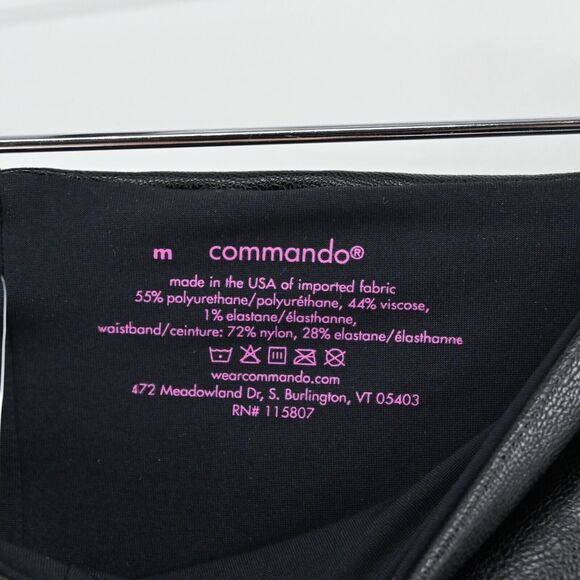 m commando®
made in the USA of imported fabric
55% polyurethane/polyuréthane, 44% viscose,
1% elastane/élasthanne,
waistband/ceinture: 72% nylon, 28% elastane/élasthanne
wearcommando.com
472 Meadowland Dr, S. Burlington, VT 05403
RN# 115807